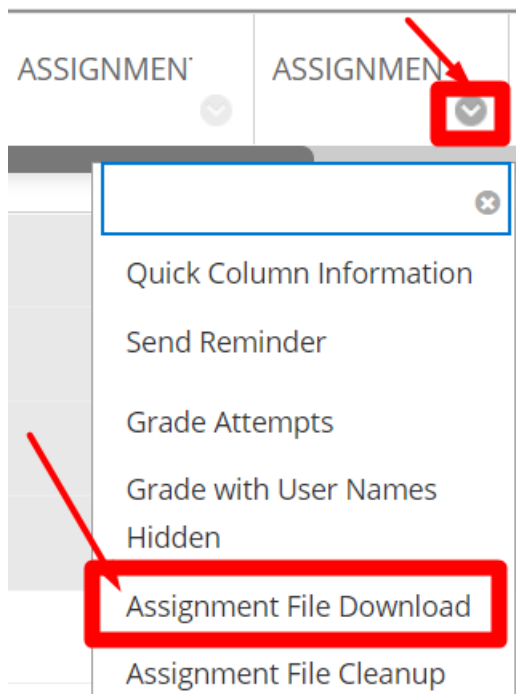 ASSIGNMEN
ASSIGNMEN
Quick Column Information
Send Reminder
Grade Attempts
Grade with User Names
Hidden
Assignment File Download
Assignment File Cleanup